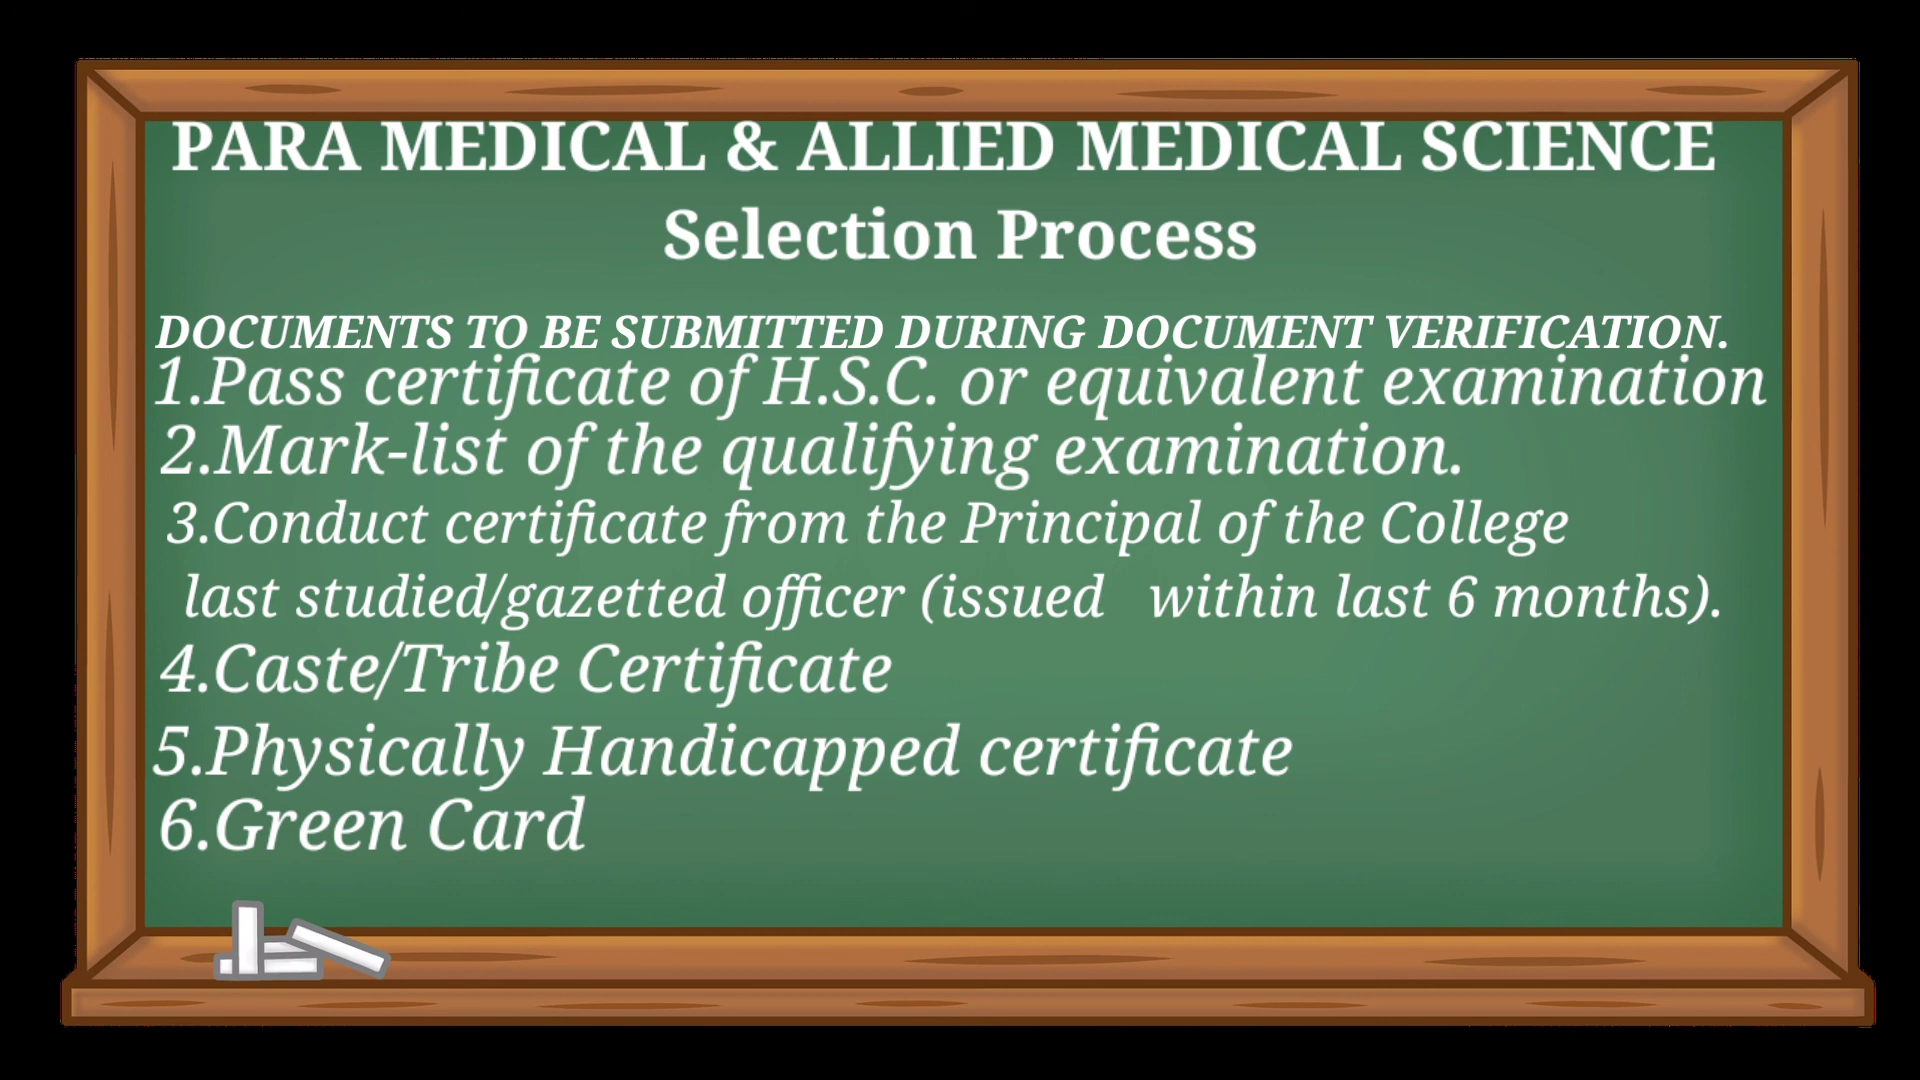 PARA MEDICAL & ALLIED MEDICAL SCIENCE
Selection Process
DOCUMENTS TO BE SUBMITTED DURING DOCUMENT VERIFICATION.
1.Pass certificate of H.S.C. or equivalent examination
2.Mark-list of the qualifying examination.
3.Conduct certificate from the Principal of the College
last studied/gazetted officer (issued within last 6 months).
4.Caste/Tribe Certificate
5.Physically Handicapped certificate
6.Green Card